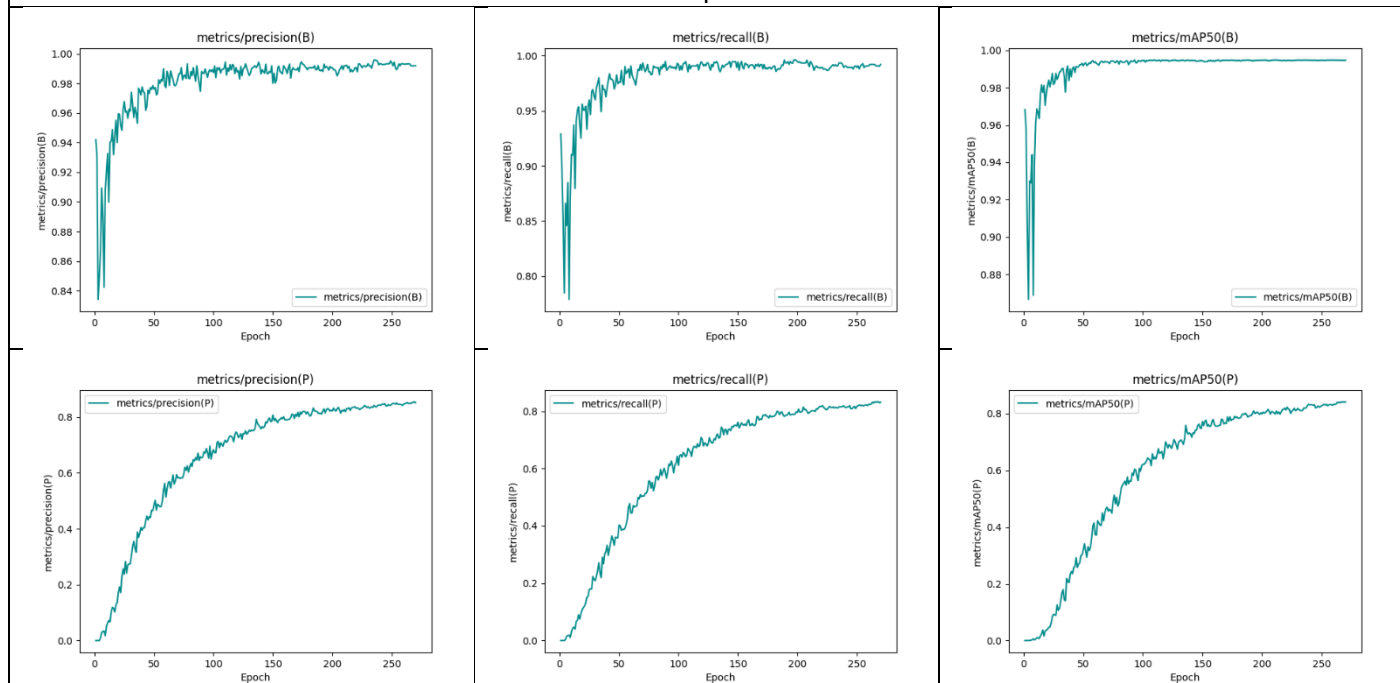 metrics/precision(B)
1.00
0.98
0.96
0.94
0.92
0.90
0.88
0.86
0.84
metrics/precision(B)
metrics/precision(B)
0 50 100 150 200 250
Epoch
metrics/recall(B)
1.00
0.95
0.90
0.85
0.80
metrics/recall(B)
metrics/recall(B)
0 50 100 150 200 250
Epoch
metrics/mAP50(B)
1.00
0.98
0.96
0.94
0.92
0.90
0.88
metrics/mAP50(B)
metrics/mAP50(B)
0 50 100 150 200 250
Epoch
metrics/precision(P)
metrics/precision(P)
0.8
0.6
0.4
0.2
0.0
metrics/precision(P)
0 50 100 150 200 250
Epoch
metrics/recall(P)
metrics/recall(P)
0.8
0.6
0.4
0.2
0.0
metrics/recall(P)
0 50 100 150 200 250
Epoch
metrics/mAP50(P)
metrics/mAP50(P)
0.8
0.6
0.4
0.2
0.0
metrics/mAP50(P)
0 50 100 150 200 250
Epoch